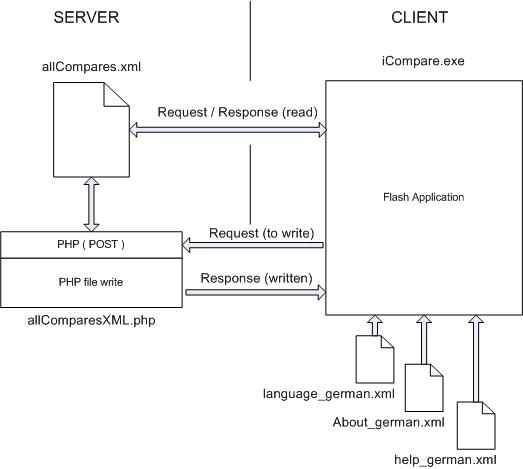 SERVER
CLIENT
allCompares.xml
iCompare.exe
Request / Response (read)
Flash Application
Request (to write)
PHP ( POST )
Response (written)
PHP file write
allComparesXML.php
language_german.xml
About_german.xml
help_german.xml